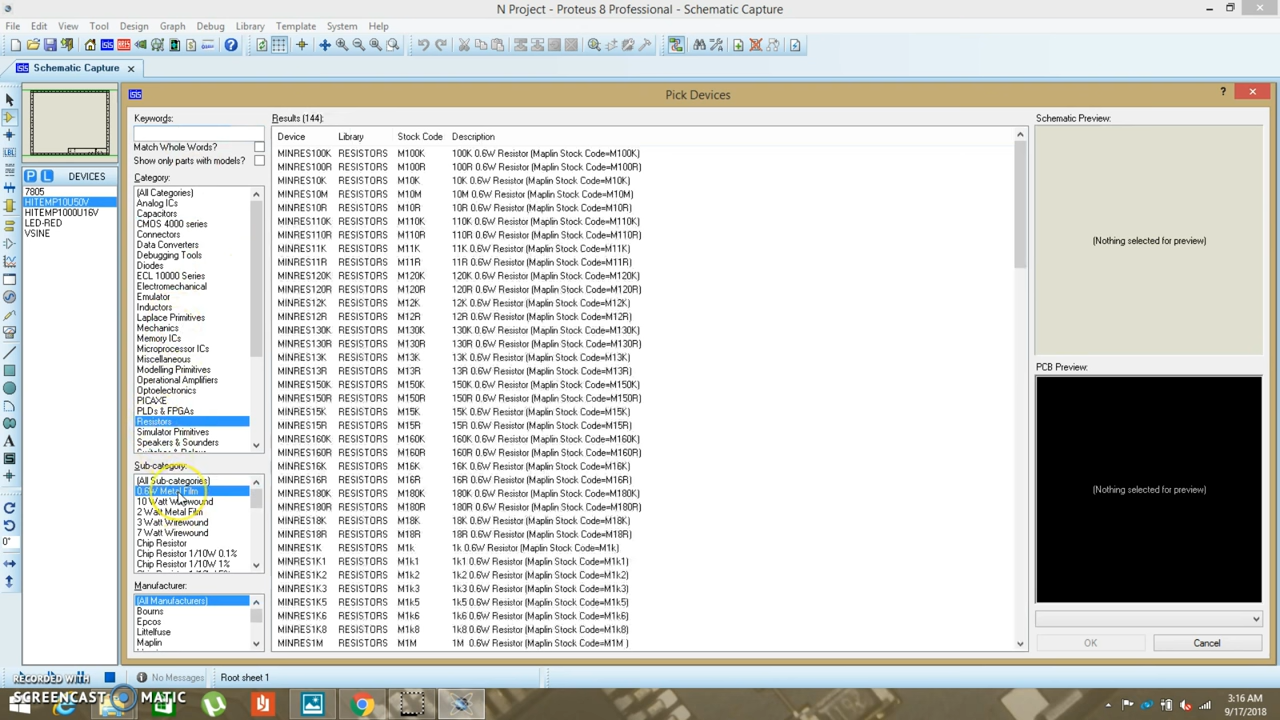 N Project - Proteus 8 Professional - Schematic Capture
File Edit View Tool Design Graph Debug Library Template System Help
Schematic Capture
Pick Devices
DEVICES
7805
HITEMP10U50V
HITEMP1000U16V
LED-RED
VSINE
Keywords:
Match Whole Words?
Show only parts with models?
Category:
(All Categories)
Analog ICs
Capacitors
CMOS 4000 series
Connectors
Data Converters
Debugging Tools
Diodes
ECL 10000 Series
Electromechanical
Emulator
Inductors
Laplace Primitives
Mechanics
Memory ICs
Microprocessor ICs
Miscellaneous
Modelling Primitives
Operational Amplifiers
Optoelectronics
PICAXE
PLDs & FPGAs
Resistors
Simulator Primitives
Speakers & Sounders
Sub-category:
(All Sub-categories)
0.6W Metal Film
10 Watt Wirewound
2 Watt Metal Film
3 Watt Wirewound
7 Watt Wirewound
Chip Resistor
Chip Resistor 1/10W 0.1%
Chip Resistor 1/10W 1%
Manufacturer:
(All Manufacturers)
Bourns
Epcos
Littelfuse
Maplin
Results (144):
Device Library Stock Code Description
MINRES100K RESISTORS M100K 100K 0.6W Resistor (Maplin Stock Code=M100K)
MINRES100R RESISTORS M100R 100R 0.6W Resistor (Maplin Stock Code=M100R)
MINRES10K RESISTORS M10K 10K 0.6W Resistor (Maplin Stock Code=M10K)
MINRES10M RESISTORS M10M 10M 0.6W Resistor (Maplin Stock Code=M10M)
MINRES10R RESISTORS M10R 10R 0.6W Resistor (Maplin Stock Code=M10R)
MINRES110K RESISTORS M110K 110K 0.6W Resistor (Maplin Stock Code=M110K)
MINRES110R RESISTORS M110R 110R 0.6W Resistor (Maplin Stock Code=M110R)
MINRES11K RESISTORS M11K 11K 0.6W Resistor (Maplin Stock Code=M11K)
MINRES11R RESISTORS M11R 11R 0.6W Resistor (Maplin Stock Code=M11R)
MINRES120K RESISTORS M120K 120K 0.6W Resistor (Maplin Stock Code=M120K)
MINRES120R RESISTORS M120R 120R 0.6W Resistor (Maplin Stock Code=M120R)
MINRES12K RESISTORS M12K 12K 0.6W Resistor (Maplin Stock Code=M12K)
MINRES12R RESISTORS M12R 12R 0.6W Resistor (Maplin Stock Code=M12R)
MINRES130K RESISTORS M130K 130K 0.6W Resistor (Maplin Stock Code=M130K)
MINRES130R RESISTORS M130R 130R 0.6W Resistor (Maplin Stock Code=M130R)
MINRES13K RESISTORS M13K 13K 0.6W Resistor (Maplin Stock Code=M13K)
MINRES13R RESISTORS M13R 13R 0.6W Resistor (Maplin Stock Code=M13R)
MINRES150K RESISTORS M150K 150K 0.6W Resistor (Maplin Stock Code=M150K)
MINRES150R RESISTORS M150R 150R 0.6W Resistor (Maplin Stock Code=M150R)
MINRES15K RESISTORS M15K 15K 0.6W Resistor (Maplin Stock Code=M15K)
MINRES15R RESISTORS M15R 15R 0.6W Resistor (Maplin Stock Code=M15R)
MINRES160K RESISTORS M160K 160K 0.6W Resistor (Maplin Stock Code=M160K)
MINRES160R RESISTORS M160R 160R 0.6W Resistor (Maplin Stock Code=M160R)
MINRES16K RESISTORS M16K 16K 0.6W Resistor (Maplin Stock Code=M16K)
MINRES16R RESISTORS M16R 16R 0.6W Resistor (Maplin Stock Code=M16R)
MINRES180K RESISTORS M180K 180K 0.6W Resistor (Maplin Stock Code=M180K)
MINRES180R RESISTORS M180R 180R 0.6W Resistor (Maplin Stock Code=M180R)
MINRES18K RESISTORS M18K 18K 0.6W Resistor (Maplin Stock Code=M18K)
MINRES18R RESISTORS M18R 18R 0.6W Resistor (Maplin Stock Code=M18R)
MINRES1K RESISTORS M1k 1k 0.6W Resistor (Maplin Stock Code=M1k)
MINRES1K1 RESISTORS M1k1 1k1 0.6W Resistor (Maplin Stock Code=M1k1)
MINRES1K2 RESISTORS M1k2 1k2 0.6W Resistor (Maplin Stock Code=M1k2)
MINRES1K3 RESISTORS M1k3 1k3 0.6W Resistor (Maplin Stock Code=M1k3)
MINRES1K5 RESISTORS M1k5 1k5 0.6W Resistor (Maplin Stock Code=M1k5)
MINRES1K6 RESISTORS M1k6 1k6 0.6W Resistor (Maplin Stock Code=M1k6)
MINRES1K8 RESISTORS M1k8 1k8 0.6W Resistor (Maplin Stock Code=M1k8)
MINRES1M RESISTORS M1M 1M 0.6W Resistor (Maplin Stock Code=M1M )
Schematic Preview:
(Nothing selected for preview)
PCB Preview:
(Nothing selected for preview)
OK Cancel
No Messages Root sheet 1
RECORDED WITH
SCREENCAST MATIC
3:16 AM
9/17/2018